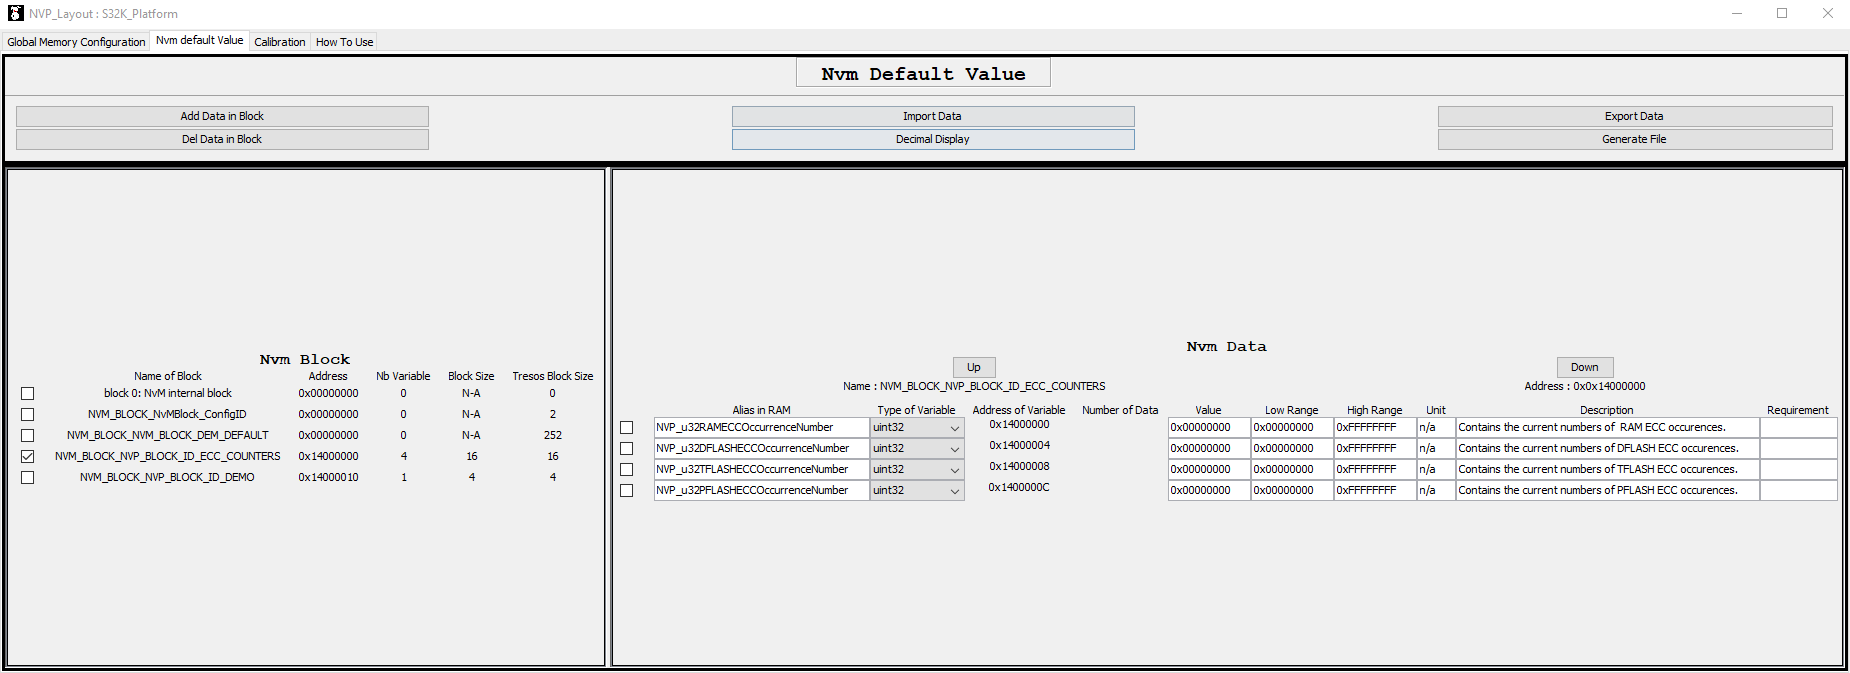 NVP_Layout : S32K_Platform
Global Memory Configuration Nvm default Value Calibration How To Use
Nvm Default Value
Add Data in Block Import Data Export Data
Del Data in Block Decimal Display Generate File
Nvm Block
Name of Block Address Nb Variable Block Size Tresos Block Size
block 0: NvM internal block 0x00000000 0 N-A 0
NVM_BLOCK_NvMBlock_ConfigID 0x00000000 0 N-A 2
NVM_BLOCK_NVM_BLOCK_DEM_DEFAULT 0x00000000 0 N-A 252
NVM_BLOCK_NVP_BLOCK_ID_ECC_COUNTERS 0x14000000 4 16 16
NVM_BLOCK_NVP_BLOCK_ID_DEMO 0x14000010 1 4 4
Nvm Data
Up Down
Name : NVM_BLOCK_NVP_BLOCK_ID_ECC_COUNTERS Address : 0x0x14000000
Alias in RAM Type of Variable Address of Variable Number of Data Value Low Range High Range Unit Description Requirement
NVP_u32RAMECCOccurrenceNumber uint32 0x14000000 0x00000000 0x00000000 0xFFFFFFFF n/a Contains the current numbers of  RAM ECC occurences.
NVP_u32DFLASHECCOccurrenceNumber uint32 0x14000004 0x00000000 0x00000000 0xFFFFFFFF n/a Contains the current numbers of DFLASH ECC occurences.
NVP_u32TFLASHECCOccurrenceNumber uint32 0x14000008 0x00000000 0x00000000 0xFFFFFFFF n/a Contains the current numbers of TFLASH ECC occurences.
NVP_u32PFLASHECCOccurrenceNumber uint32 0x1400000C 0x00000000 0x00000000 0xFFFFFFFF n/a Contains the current numbers of PFLASH ECC occurences.